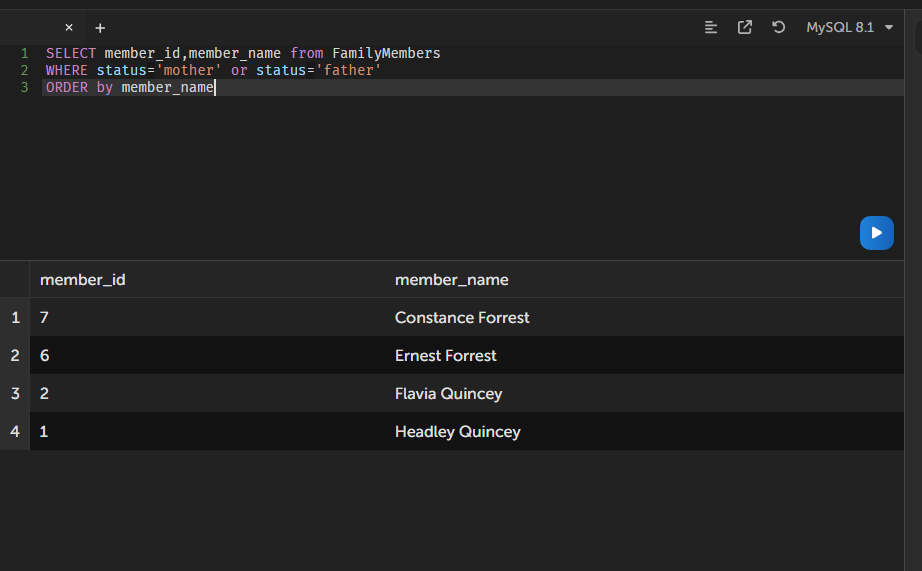 × +
MySQL 8.1
1 SELECT member_id,member_name from FamilyMembers
2 WHERE status='mother' or status='father'
3 ORDER by member_name
member_id member_name
1 7 Constance Forrest
2 6 Ernest Forrest
3 2 Flavia Quincey
4 1 Headley Quincey